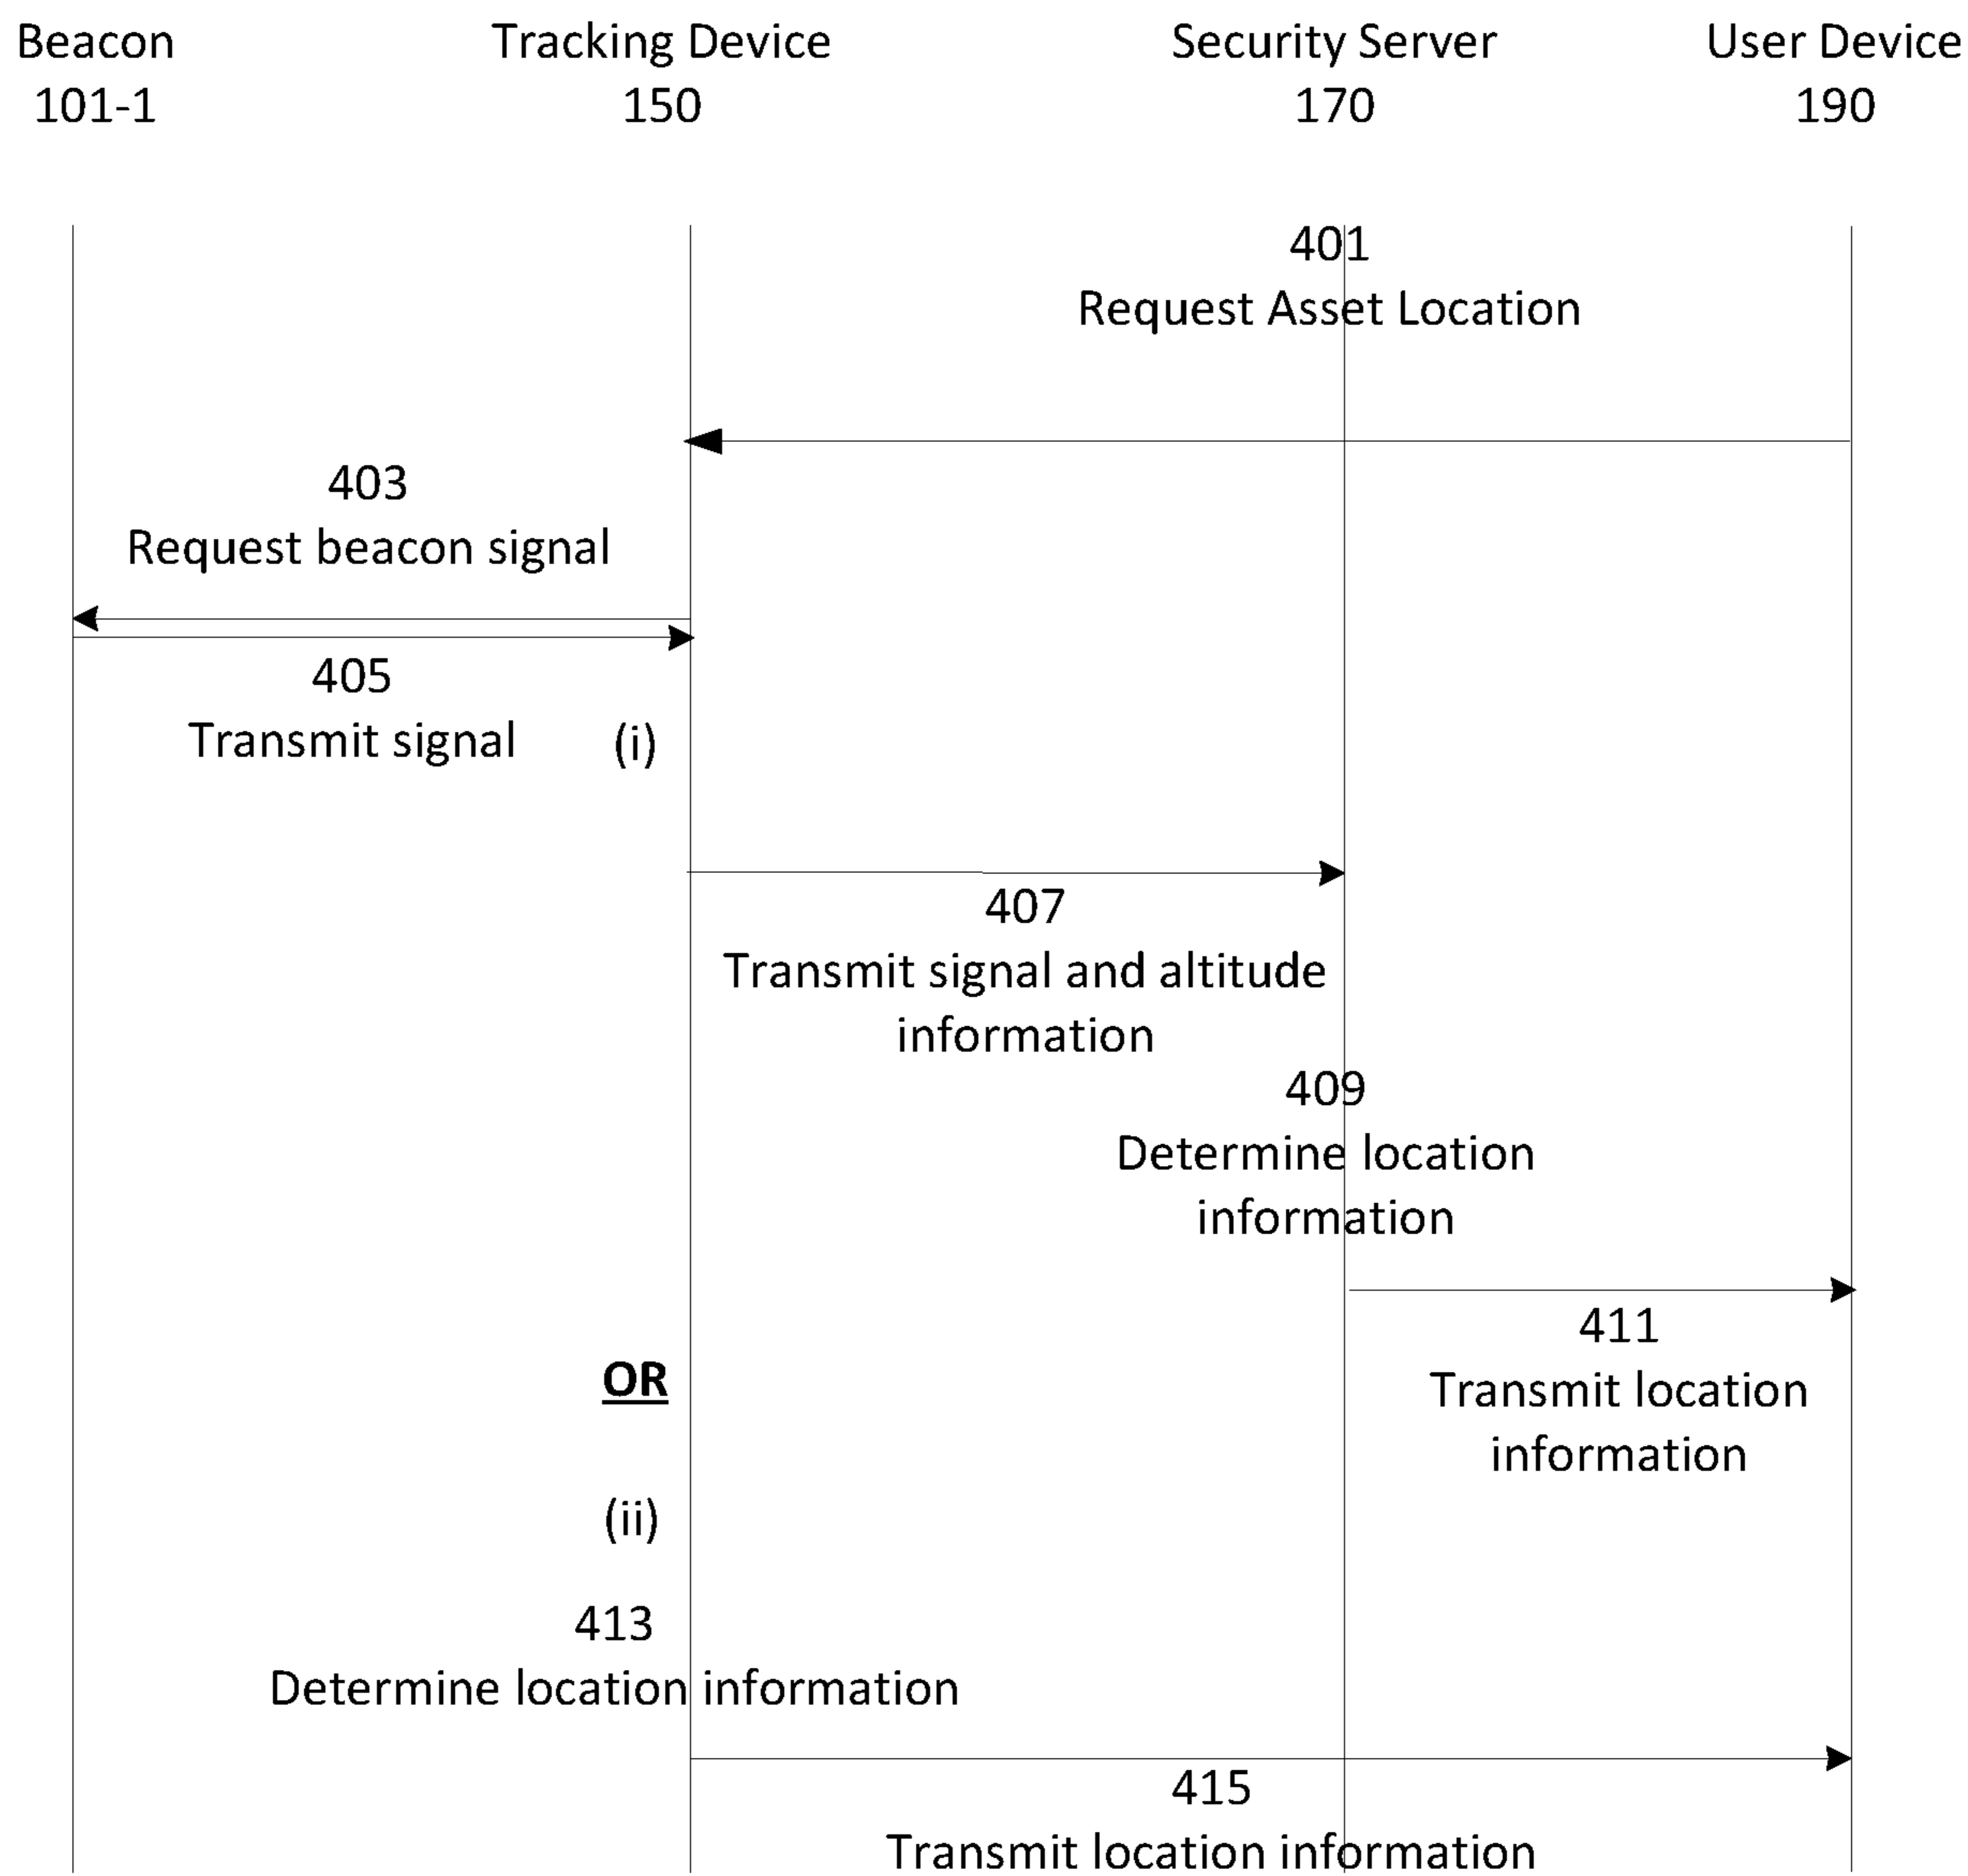 Beacon
101-1
Tracking Device
150
Security Server
170
User Device
190
401
Request Asset Location
403
Request beacon signal
405
Transmit signal
(i)
407
Transmit signal and altitude
information
409
Determine location
information
411
Transmit location
information
OR
(ii)
413
Determine location information
415
Transmit location information